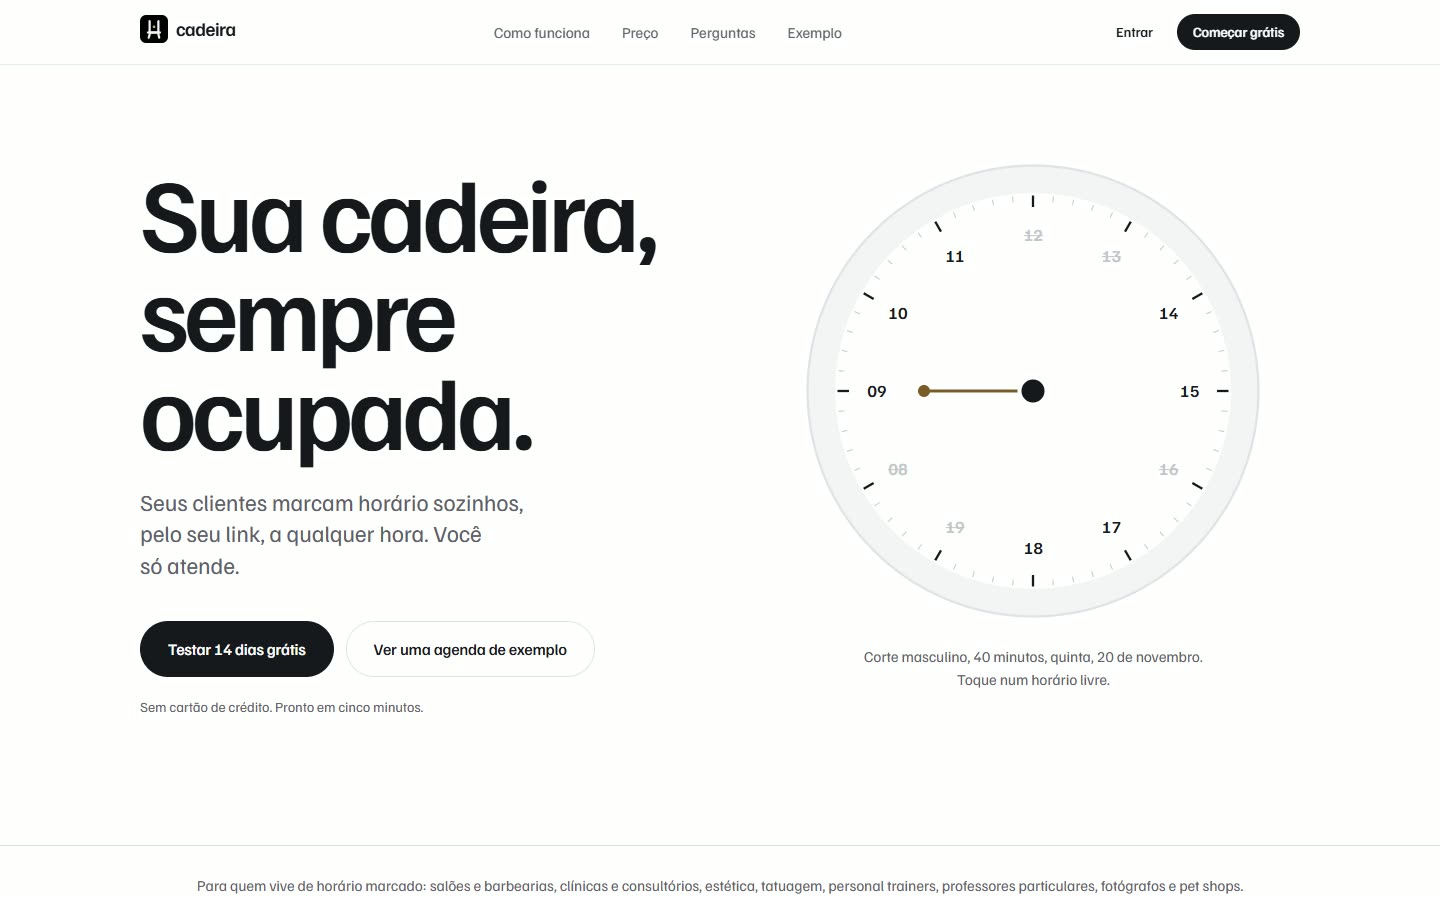 cadeira
Como funciona
Preço
Perguntas
Exemplo
Entrar
Começar grátis
Sua cadeira,
sempre
ocupada.
Seus clientes marcam horário sozinhos,
pelo seu link, a qualquer hora. Você
só atende.
Testar 14 dias grátis
Ver uma agenda de exemplo
Sem cartão de crédito. Pronto em cinco minutos.
12
13
14
15
16
17
18
19
08
09
10
11
Corte masculino, 40 minutos, quinta, 20 de novembro.
Toque num horário livre.
Para quem vive de horário marcado: salões e barbearias, clínicas e consultórios, estética, tatuagem, personal trainers, professores particulares, fotógrafos e pet shops.